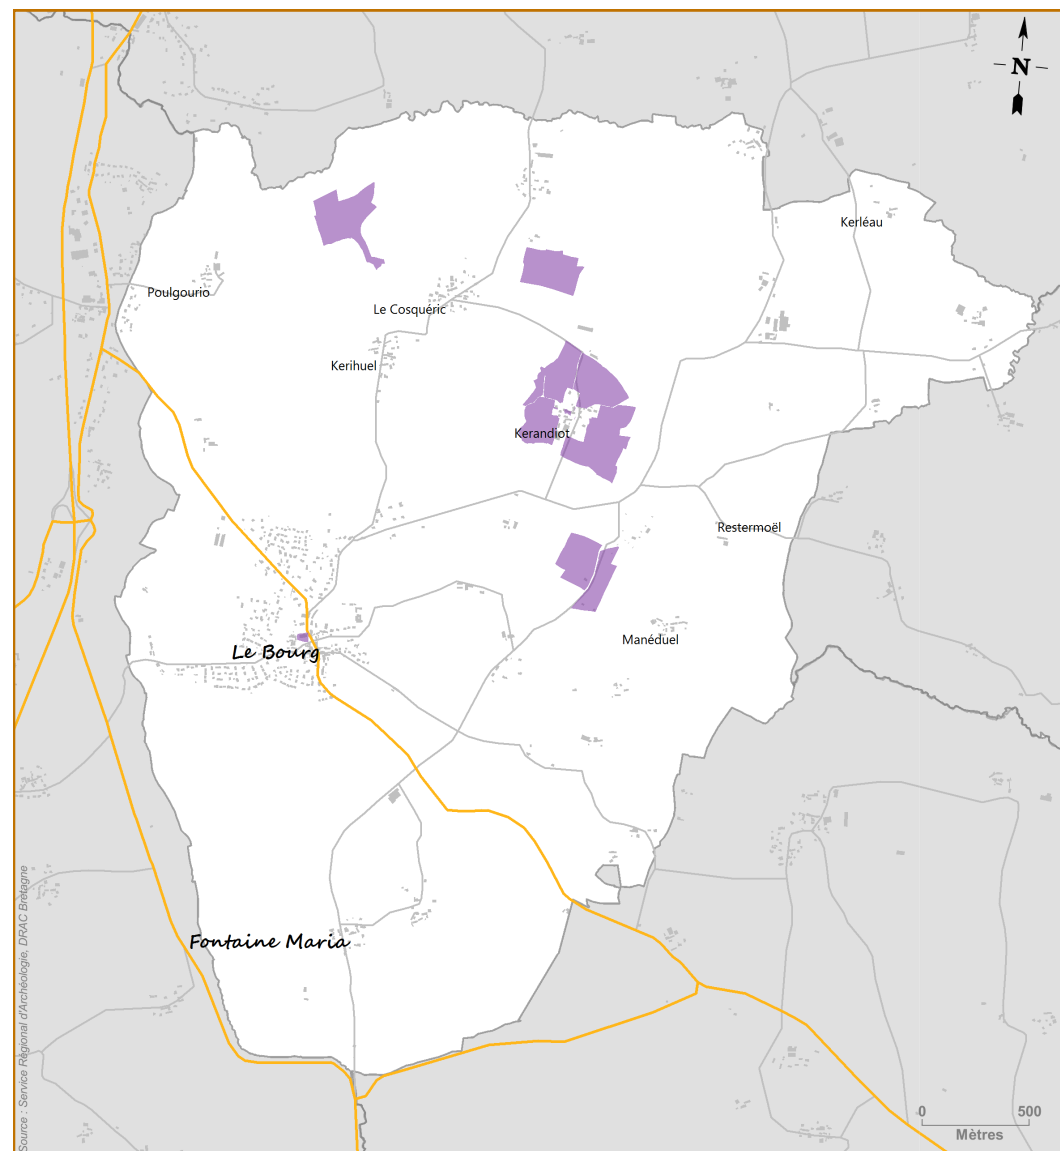 N
Kerléau
Poulgourio
Le Cosquéric
Kerihuel
Kerandiot
Restermoël
Manéduel
Le Bourg
Fontaine Maria
Source : Service Régional d'Archéologie, DRAC Bretagne
0 500
Mètres